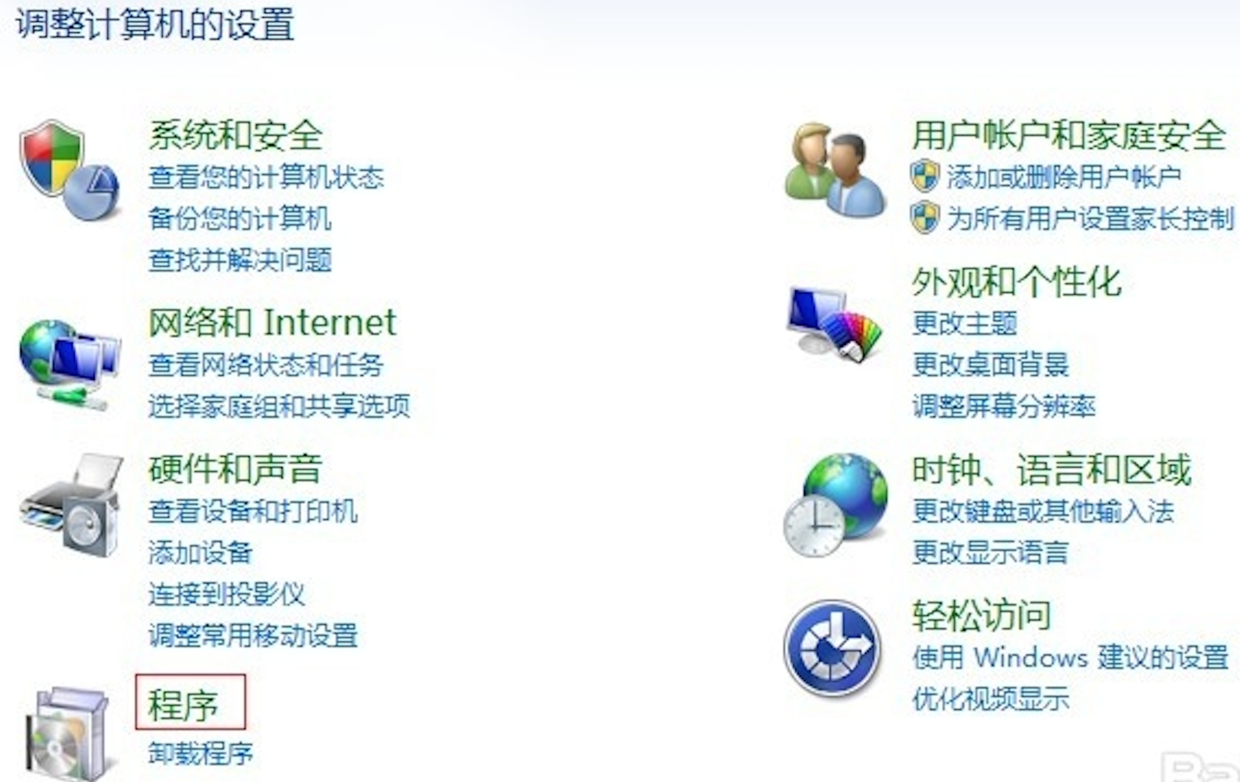 调整计算机的设置
系统和安全
查看您的计算机状态
备份您的计算机
查找并解决问题
网络和 Internet
查看网络状态和任务
选择家庭组和共享选项
硬件和声音
查看设备和打印机
添加设备
连接到投影仪
调整常用移动设置
程序
卸载程序
用户帐户和家庭安全
添加或删除用户帐户
为所有用户设置家长控制
外观和个性化
更改主题
更改桌面背景
调整屏幕分辨率
时钟、语言和区域
更改键盘或其他输入法
更改显示语言
轻松访问
使用 Windows 建议的设置
优化视频显示